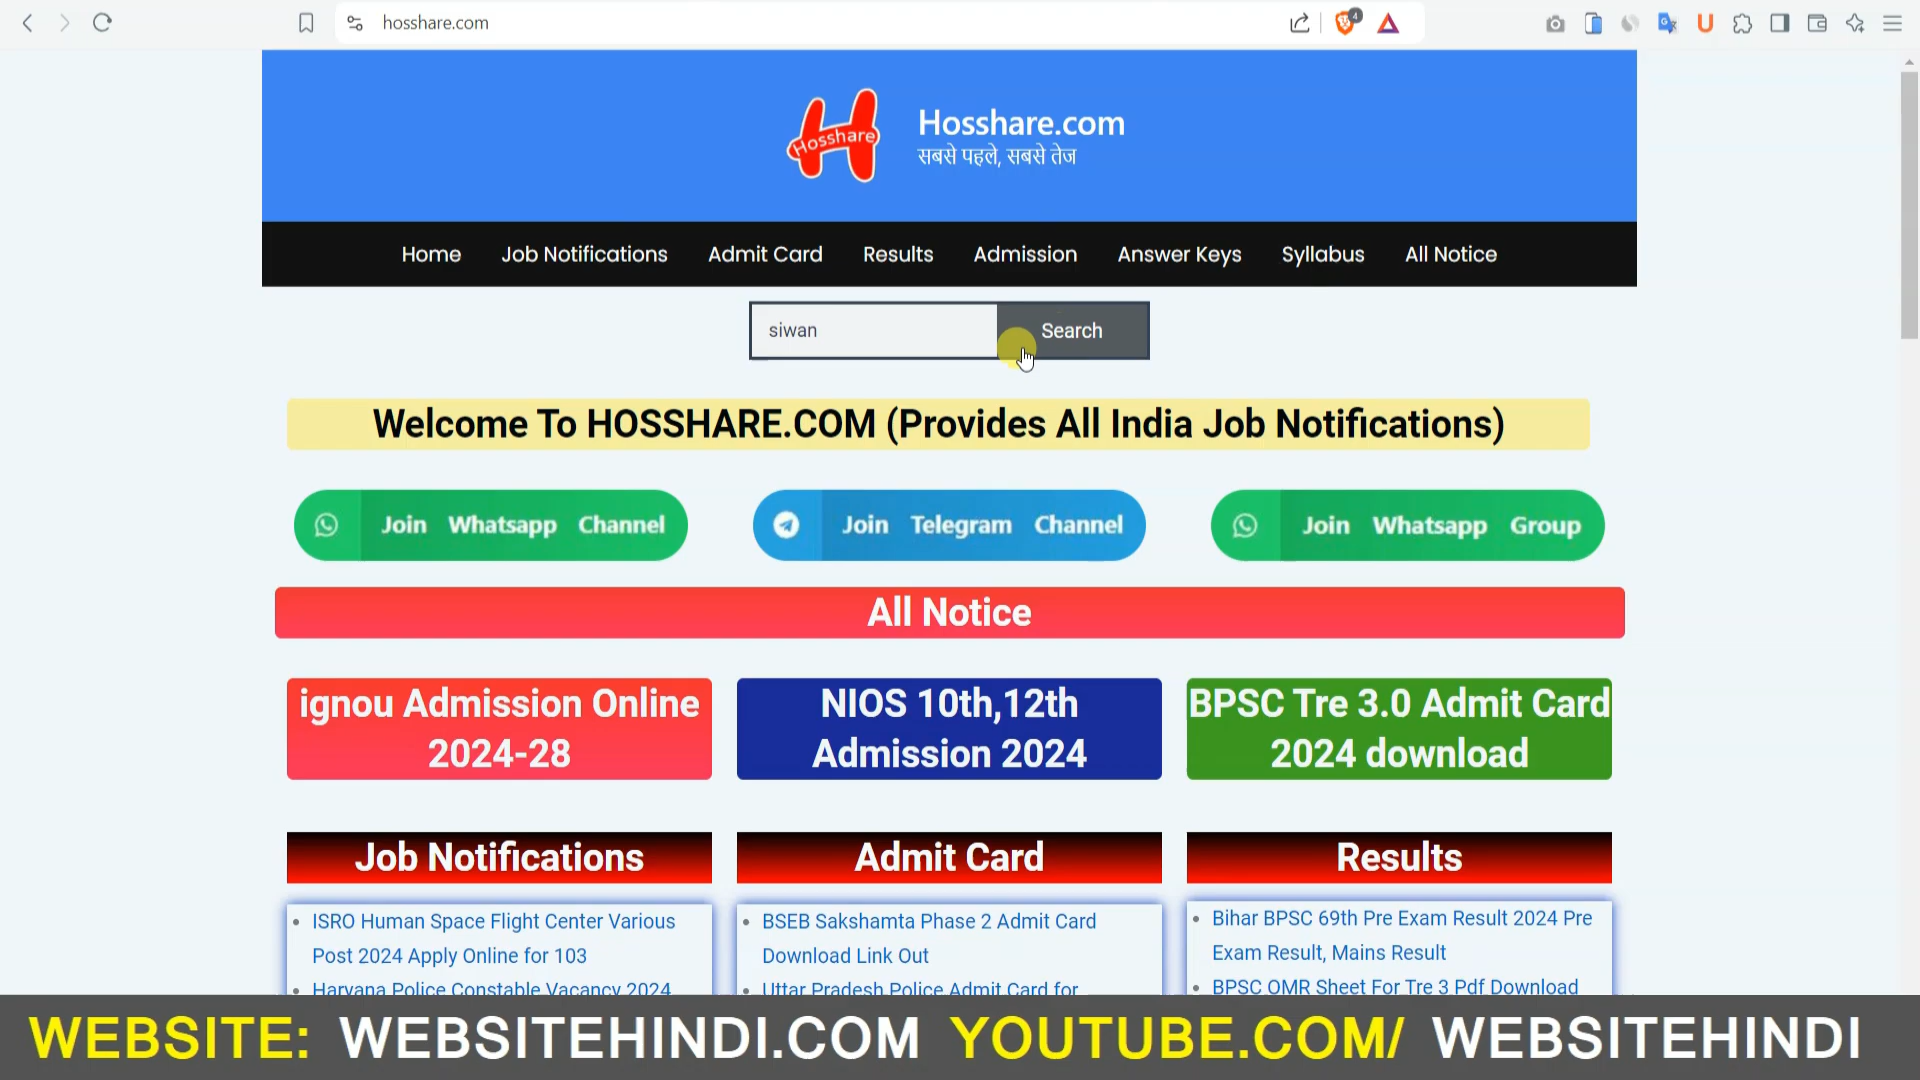 hosshare.com
4
U
Hosshare
Hosshare.com
सबसे पहले, सबसे तेज
Home Job Notifications Admit Card Results Admission Answer Keys Syllabus All Notice
siwan Search
Welcome To HOSSHARE.COM (Provides All India Job Notifications)
Join Whatsapp Channel
Join Telegram Channel
Join Whatsapp Group
All Notice
ignou Admission Online
2024-28
NIOS 10th,12th
Admission 2024
BPSC Tre 3.0 Admit Card
2024 download
Job Notifications
ISRO Human Space Flight Center Various
Post 2024 Apply Online for 103
Haryana Police Constable Vacancy 2024
Admit Card
BSEB Sakshamta Phase 2 Admit Card
Download Link Out
Uttar Pradesh Police Admit Card for
Results
Bihar BPSC 69th Pre Exam Result 2024 Pre
Exam Result, Mains Result
BPSC OMR Sheet For Tre 3 Pdf Download
WEBSITE: WEBSITEHINDI.COM YOUTUBE.COM/ WEBSITEHINDI